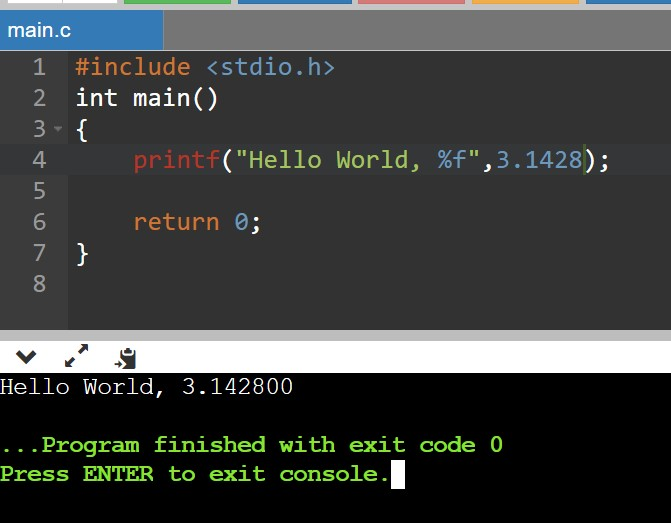 main.c
1 #include <stdio.h>
2 int main()
3 {
4     printf("Hello World, %f",3.1428);
5
6     return 0;
7 }
8
Hello World, 3.142800
...Program finished with exit code 0
Press ENTER to exit console.